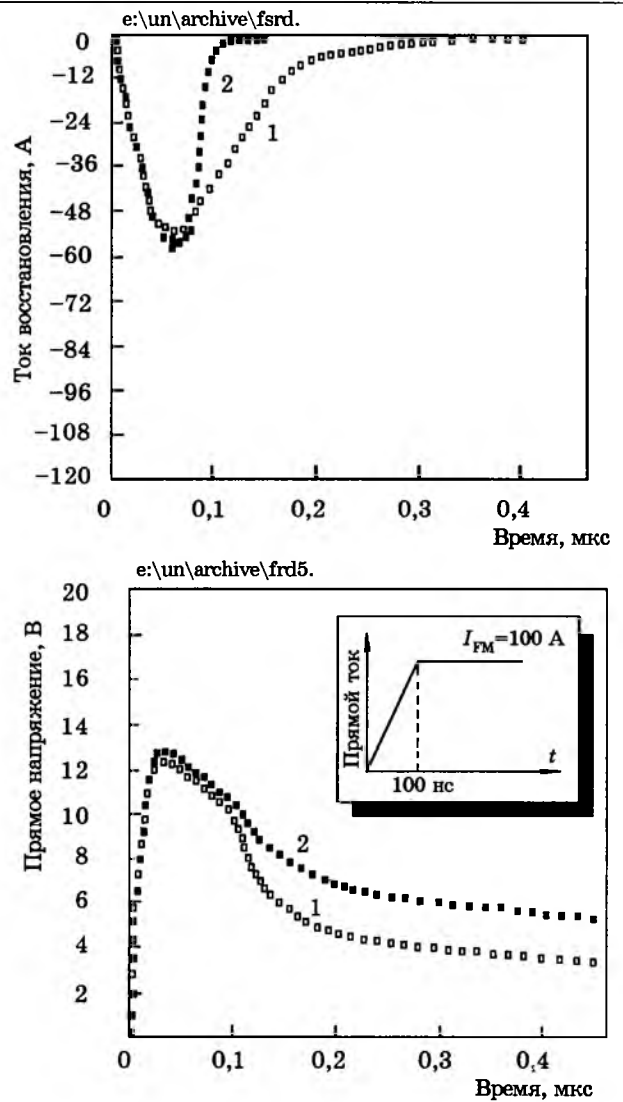 e:\un\archive\fsrd.
0
−12
−24
−36
−48
−60
−72
−84
−96
−108
−120
Ток восстановления, А
2
1
0 0,1 0,2 0,3 0,4
Время, мкс
e:\un\archive\frd5.
20
18
16
14
12
10
8
6
4
2
Прямое напряжение, В
Прямой ток
I_FM=100 А
100 нс
t
2
1
0 0,1 0,2 0,3 0,4
Время, мкс